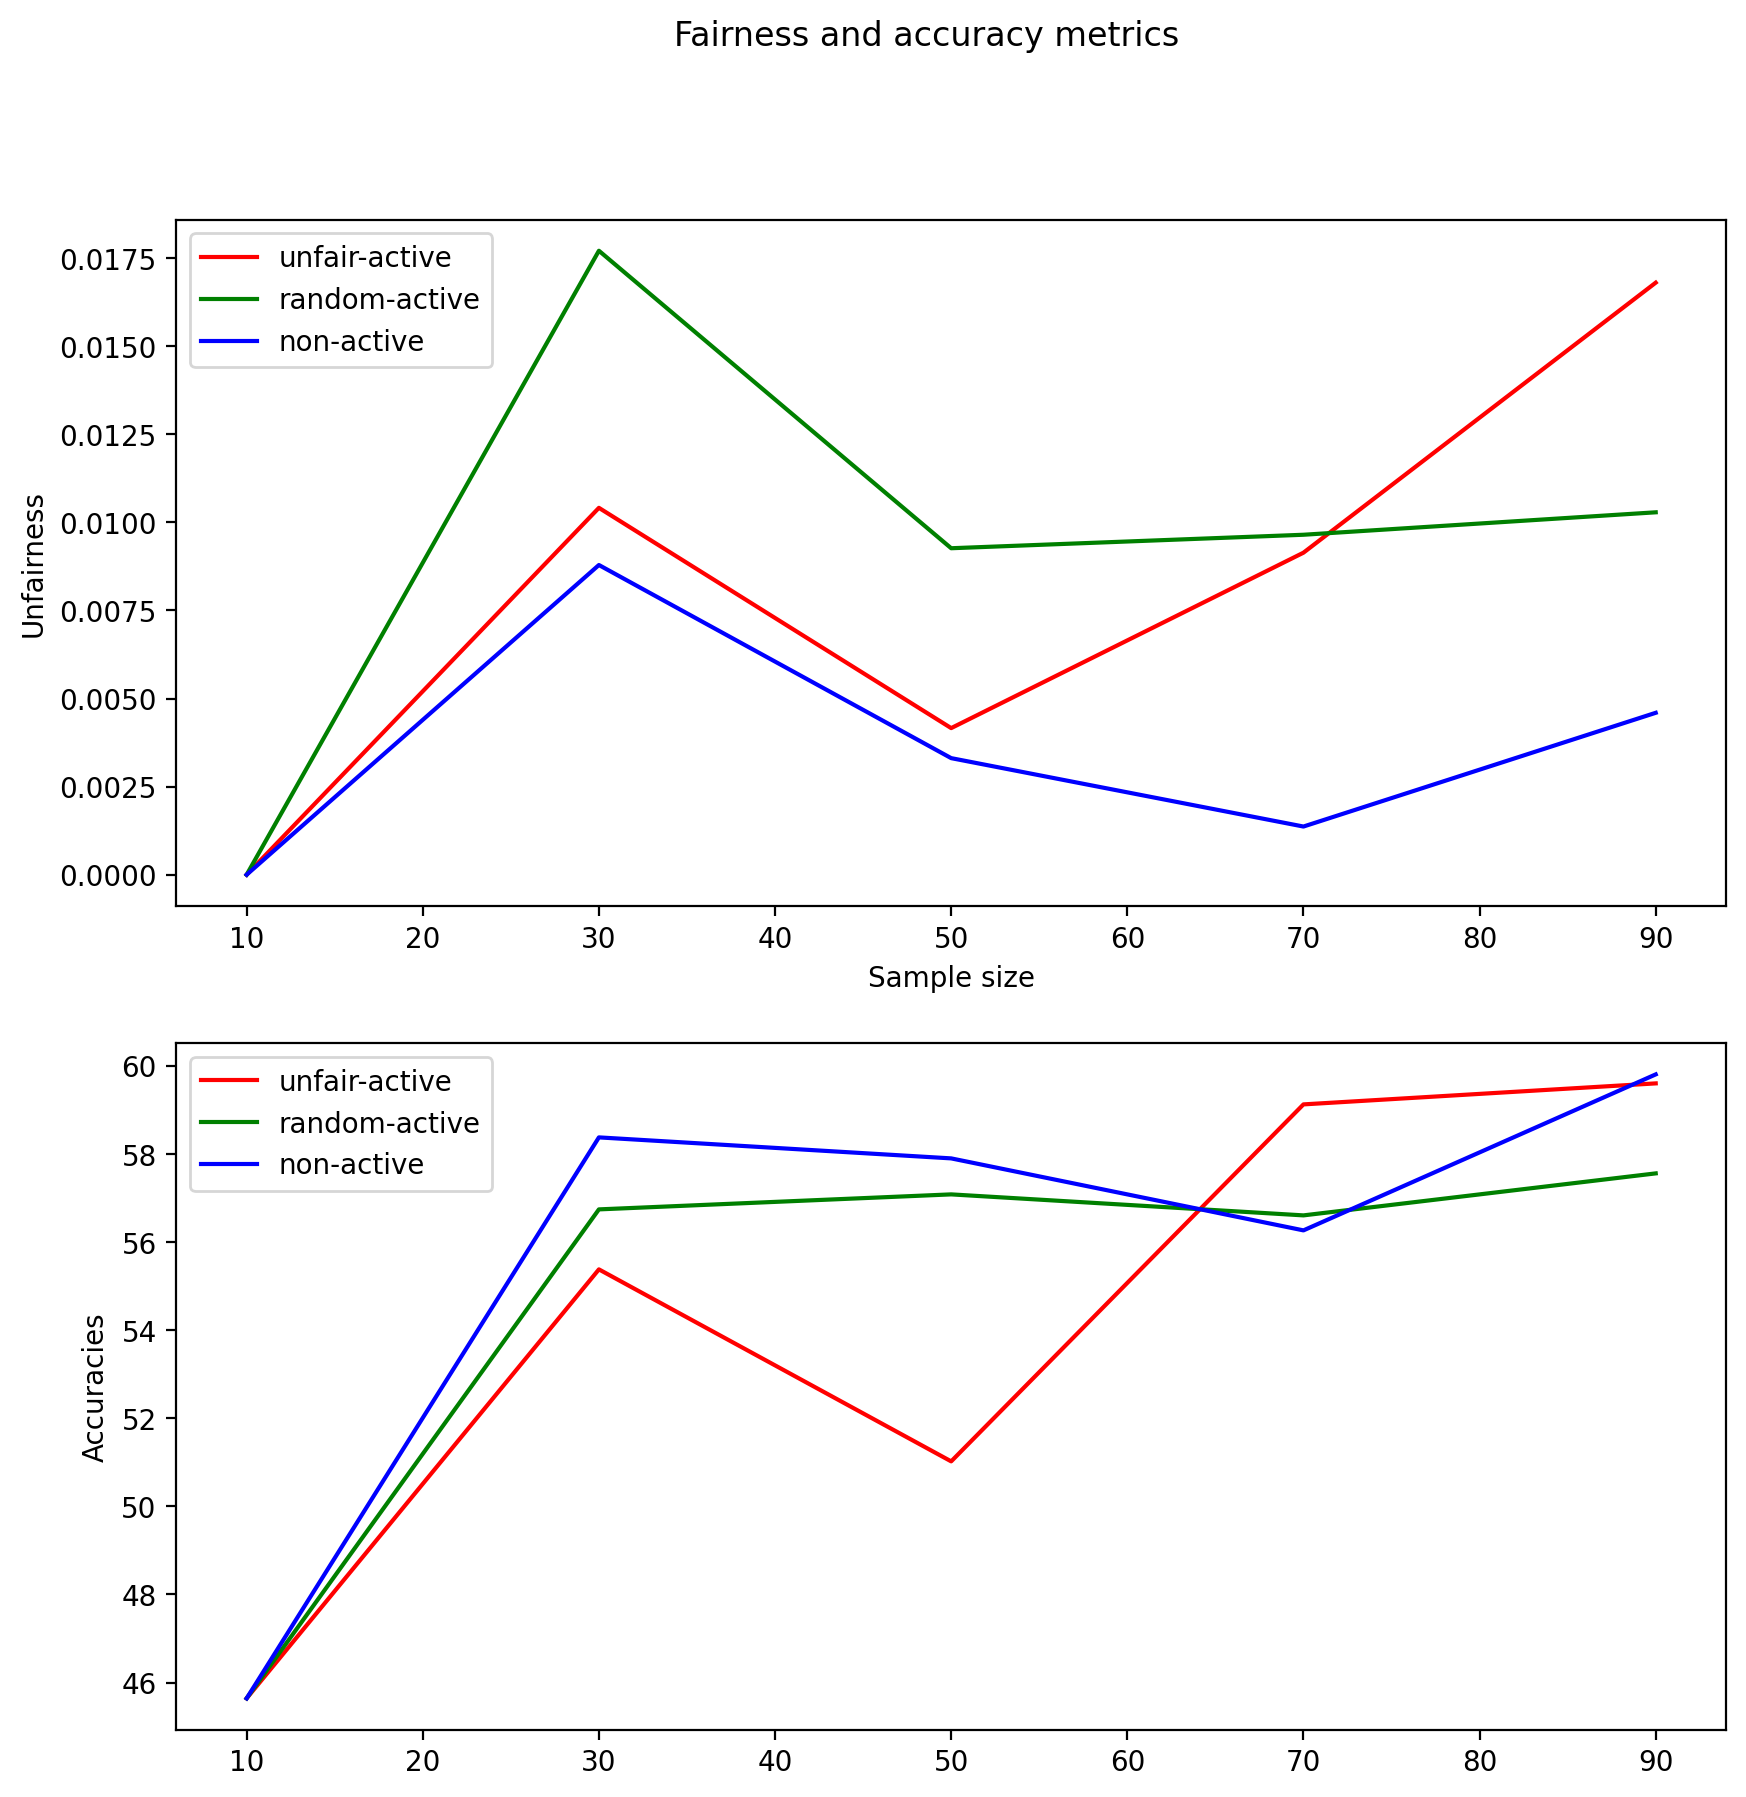 Fairness and accuracy metrics
unfair-active
random-active
non-active
0.0175
0.0150
0.0125
0.0100
0.0075
0.0050
0.0025
0.0000
Unfairness
10 20 30 40 50 60 70 80 90
Sample size
unfair-active
random-active
non-active
60
58
56
54
52
50
48
46
Accuracies
10 20 30 40 50 60 70 80 90